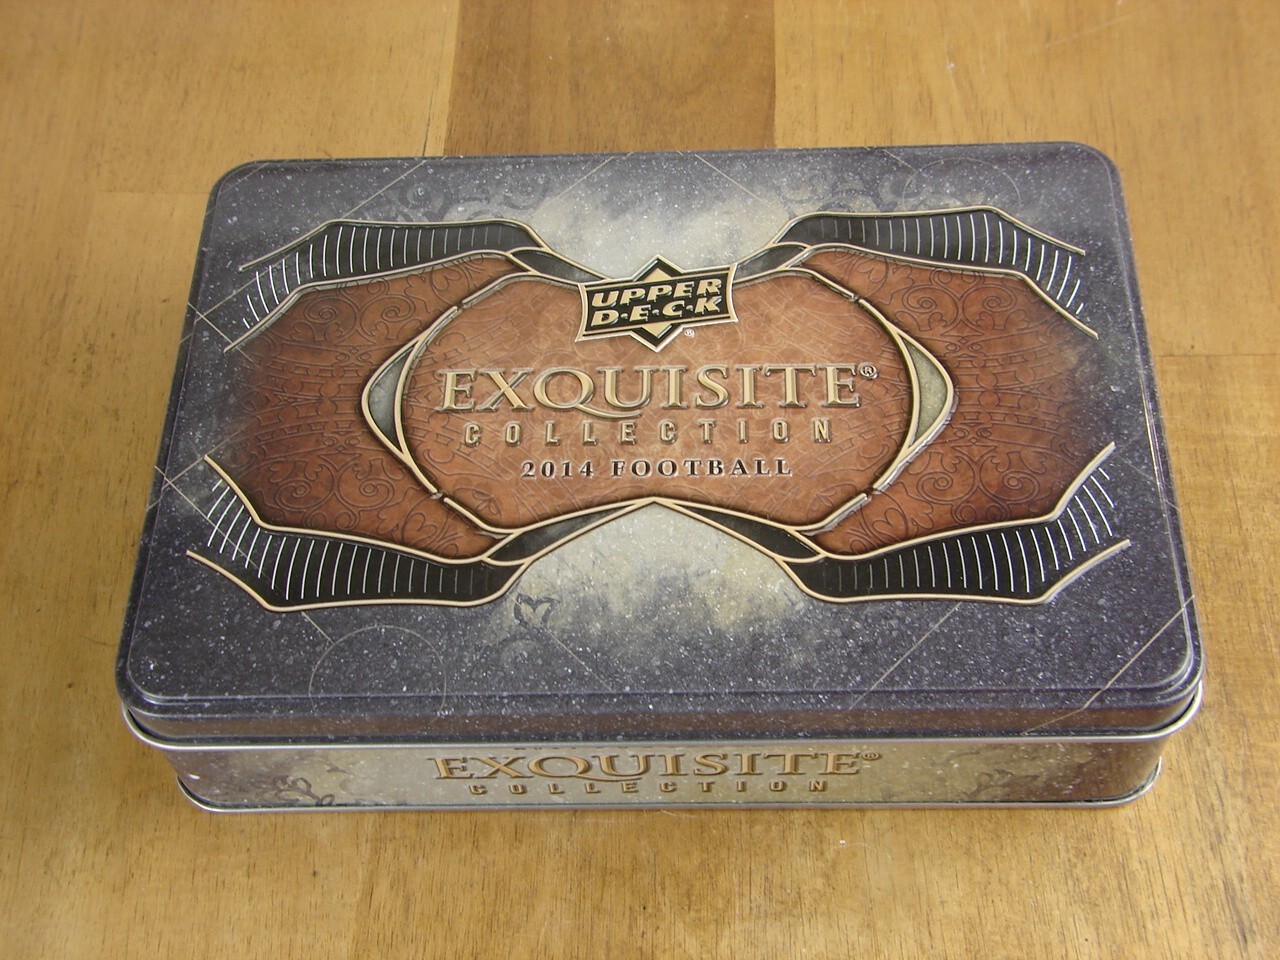 UPPER
D·E·C·K
®
EXQUISITE®
COLLECTION
2014 FOOTBALL
EXQUISITE®
COLLECTION